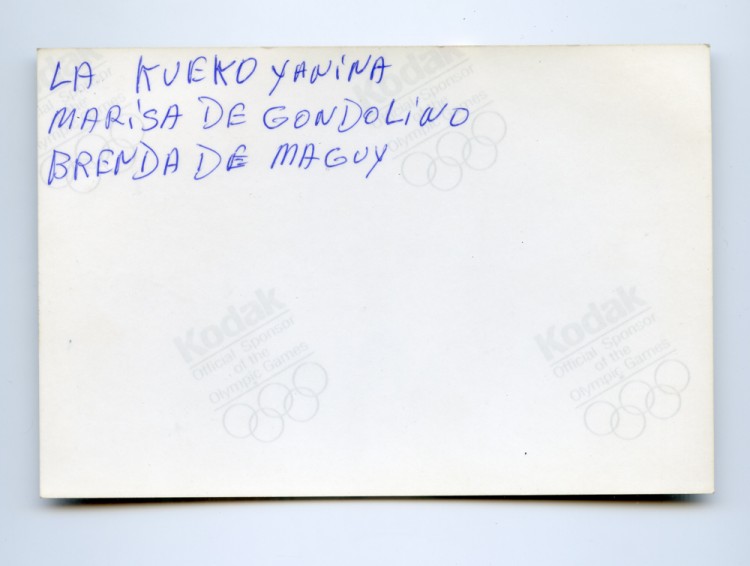 LA KUEKO YANINA
MARISA DE GONDOLINO
BRENDA DE MAGUY
Kodak
Official Sponsor
of the
Olympic Games
Kodak
Official Sponsor
of the
Olympic Games
Kodak